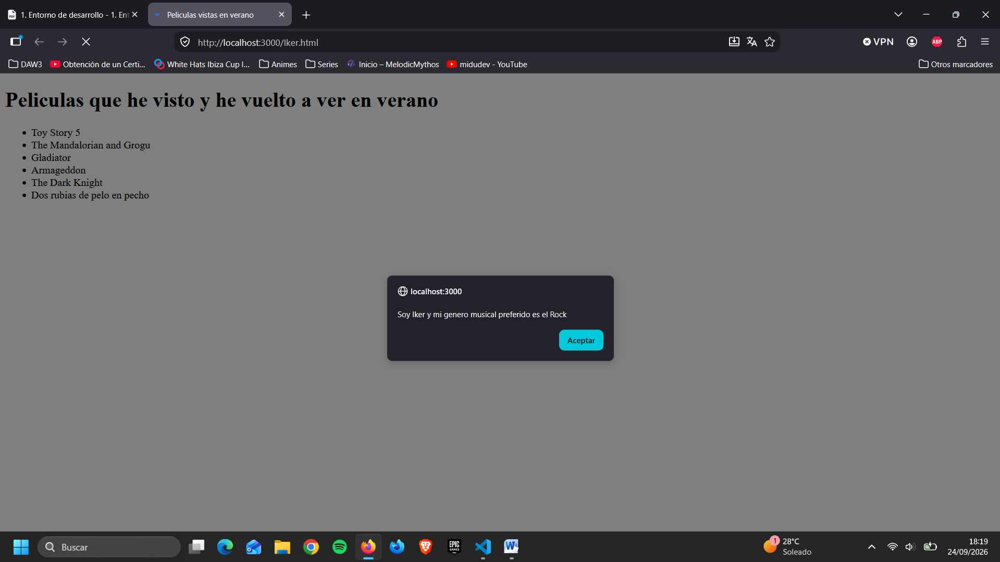 1. Entorno de desarrollo - 1. Ent
Peliculas vistas en verano
http://localhost:3000/Iker.html
VPN
ABP
DAW3
Obtención de un Certi...
White Hats Ibiza Cup I...
Animes
Series
Inicio – MelodicMythos
midudev - YouTube
Otros marcadores
Peliculas que he visto y he vuelto a ver en verano
• Toy Story 5
• The Mandalorian and Grogu
• Gladiator
• Armageddon
• The Dark Knight
• Dos rubias de pelo en pecho
localhost:3000
Soy Iker y mi genero musical preferido es el Rock
Aceptar
Buscar
EPIC
GAMES
W
1
28°C
Soleado
18:19
24/09/2026